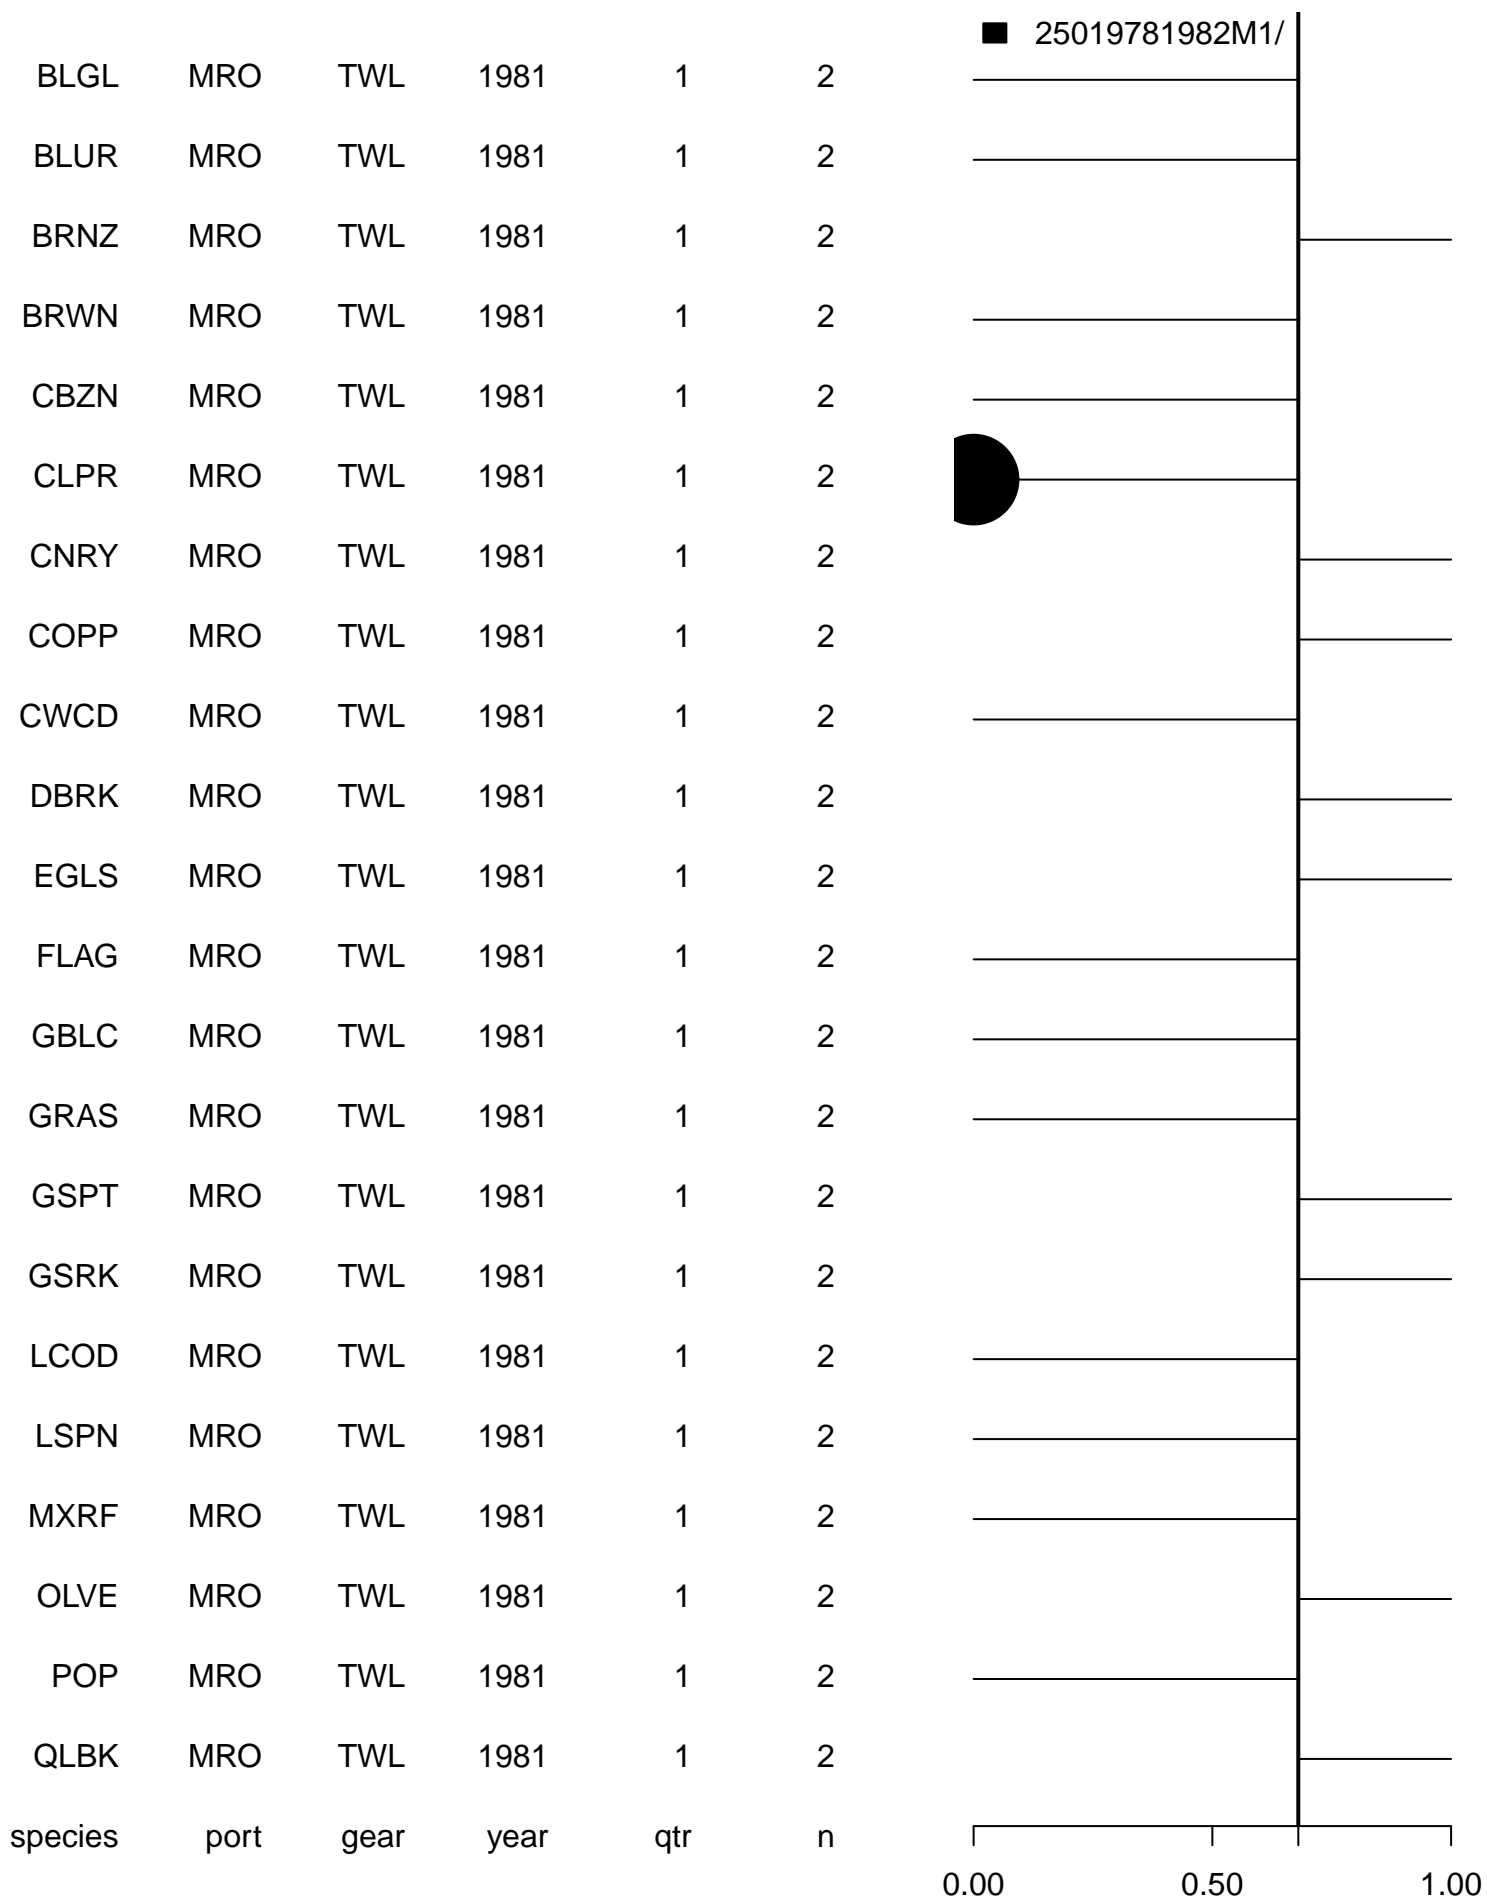 25019781982M1/
BLGL MRO TWL 1981 1 2
BLUR MRO TWL 1981 1 2
BRNZ MRO TWL 1981 1 2
BRWN MRO TWL 1981 1 2
CBZN MRO TWL 1981 1 2
CLPR MRO TWL 1981 1 2
CNRY MRO TWL 1981 1 2
COPP MRO TWL 1981 1 2
CWCD MRO TWL 1981 1 2
DBRK MRO TWL 1981 1 2
EGLS MRO TWL 1981 1 2
FLAG MRO TWL 1981 1 2
GBLC MRO TWL 1981 1 2
GRAS MRO TWL 1981 1 2
GSPT MRO TWL 1981 1 2
GSRK MRO TWL 1981 1 2
LCOD MRO TWL 1981 1 2
LSPN MRO TWL 1981 1 2
MXRF MRO TWL 1981 1 2
OLVE MRO TWL 1981 1 2
POP MRO TWL 1981 1 2
QLBK MRO TWL 1981 1 2
species port gear year qtr n
0.00 0.50 1.00